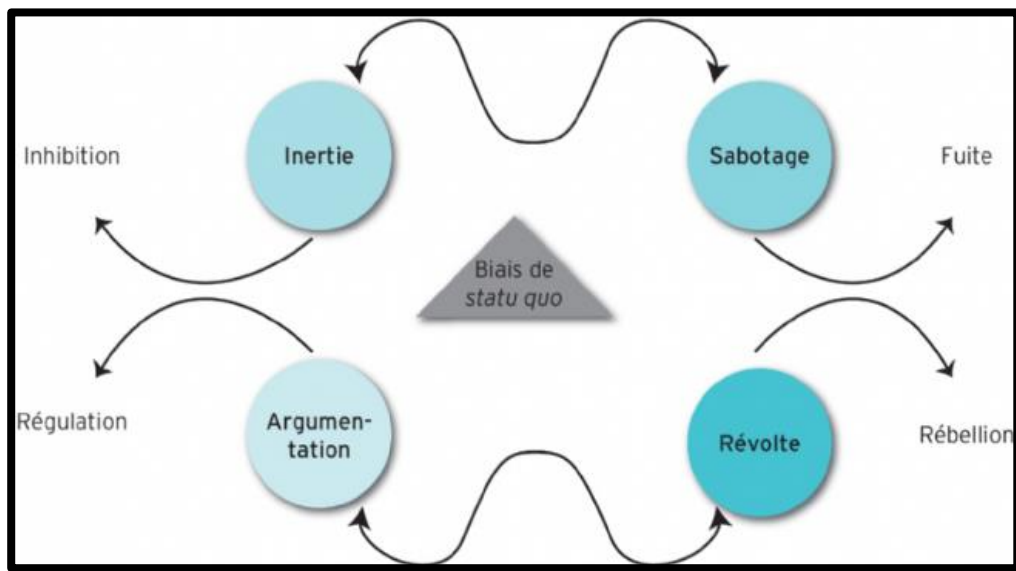 Inhibition
Inertie
Sabotage
Fuite
Biais de
statu quo
Régulation
Argumen-
tation
Révolte
Rébellion